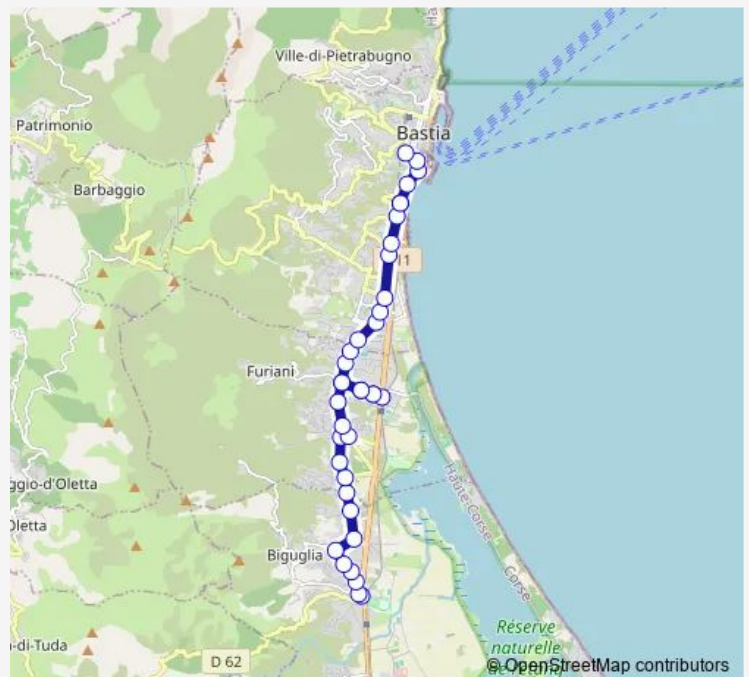 Ville-di-Pietrabugno
Patrimonio
Bastia
Barbaggio
11
Furiani
ggio-d'Oletta
Oletta
Haute-Corse
Corse
Biguglia
Réserve
naturelle
-di-Tuda
D 62
© OpenStreetMap contributors